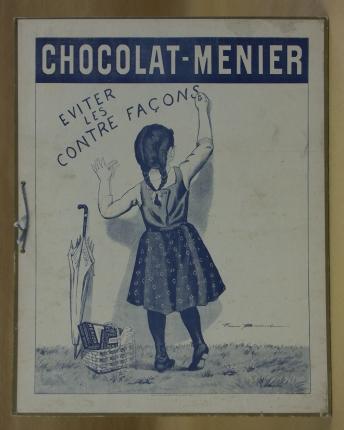 CHOCOLAT-MENIER
EVITER
LES
CONTRE FAÇONS